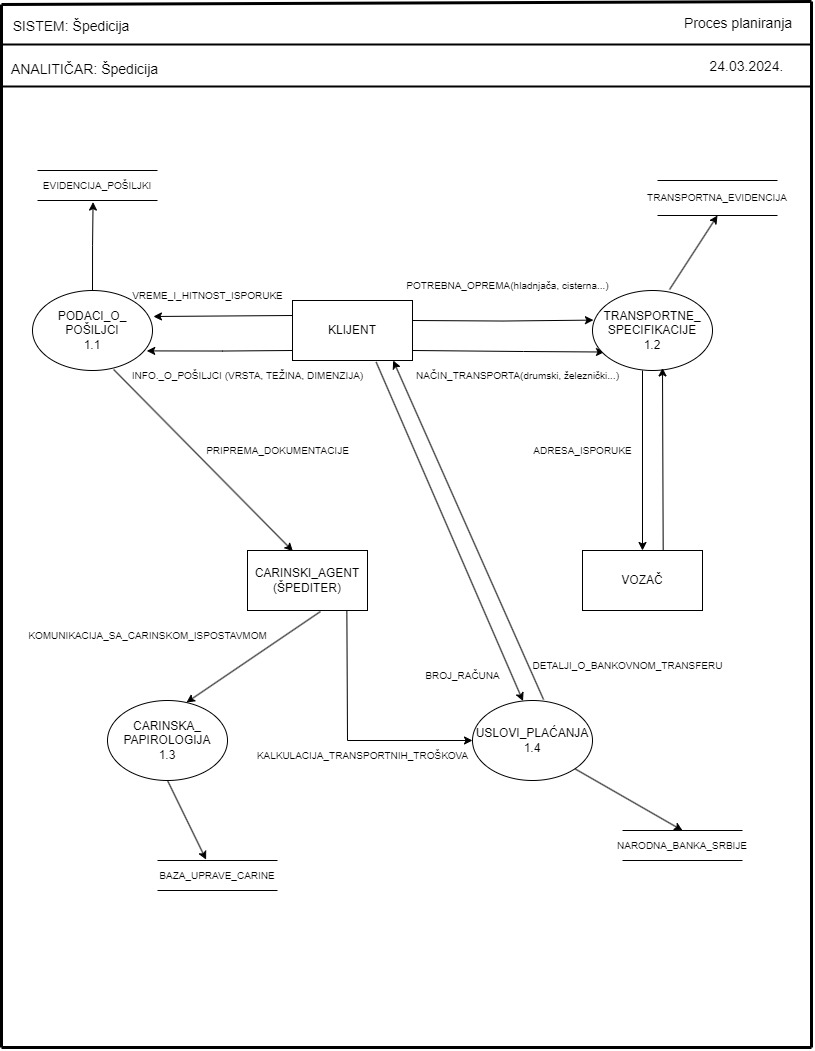 SISTEM: Špedicija
Proces planiranja
ANALITIČAR: Špedicija
24.03.2024.
EVIDENCIJA_POŠILJKI
TRANSPORTNA_EVIDENCIJA
VREME_I_HITNOST_ISPORUKE
POTREBNA_OPREMA(hladnjača, cisterna...)
PODACI_O_
POŠILJCI
1.1
KLIJENT
TRANSPORTNE_
SPECIFIKACIJE
1.2
INFO._O_POŠILJCI (VRSTA, TEŽINA, DIMENZIJA)
NAČIN_TRANSPORTA(drumski, železnički...)
PRIPREMA_DOKUMENTACIJE
ADRESA_ISPORUKE
CARINSKI_AGENT
(ŠPEDITER)
VOZAČ
KOMUNIKACIJA_SA_CARINSKOM_ISPOSTAVMOM
BROJ_RAČUNA
DETALJI_O_BANKOVNOM_TRANSFERU
CARINSKA_
PAPIROLOGIJA
1.3
USLOVI_PLAĆANJA
1.4
KALKULACIJA_TRANSPORTNIH_TROŠKOVA
NARODNA_BANKA_SRBIJE
BAZA_UPRAVE_CARINE